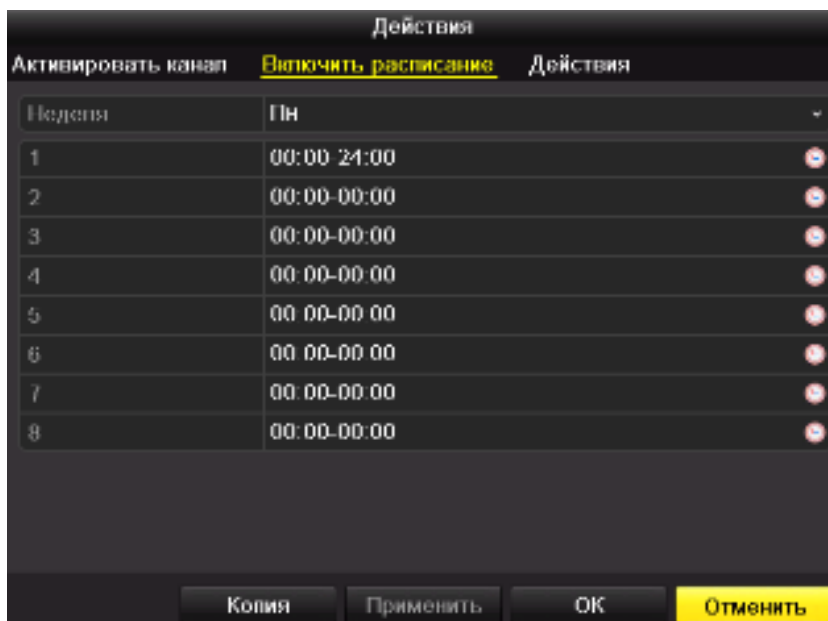 Действия
Активировать канал Включить расписание Действия
Неделя Пн
1 00:00-24:00
2 00:00-00:00
3 00:00-00:00
4 00:00-00:00
5 00:00-00:00
6 00:00-00:00
7 00:00-00:00
8 00:00-00:00
Копия Применить OK Отменить